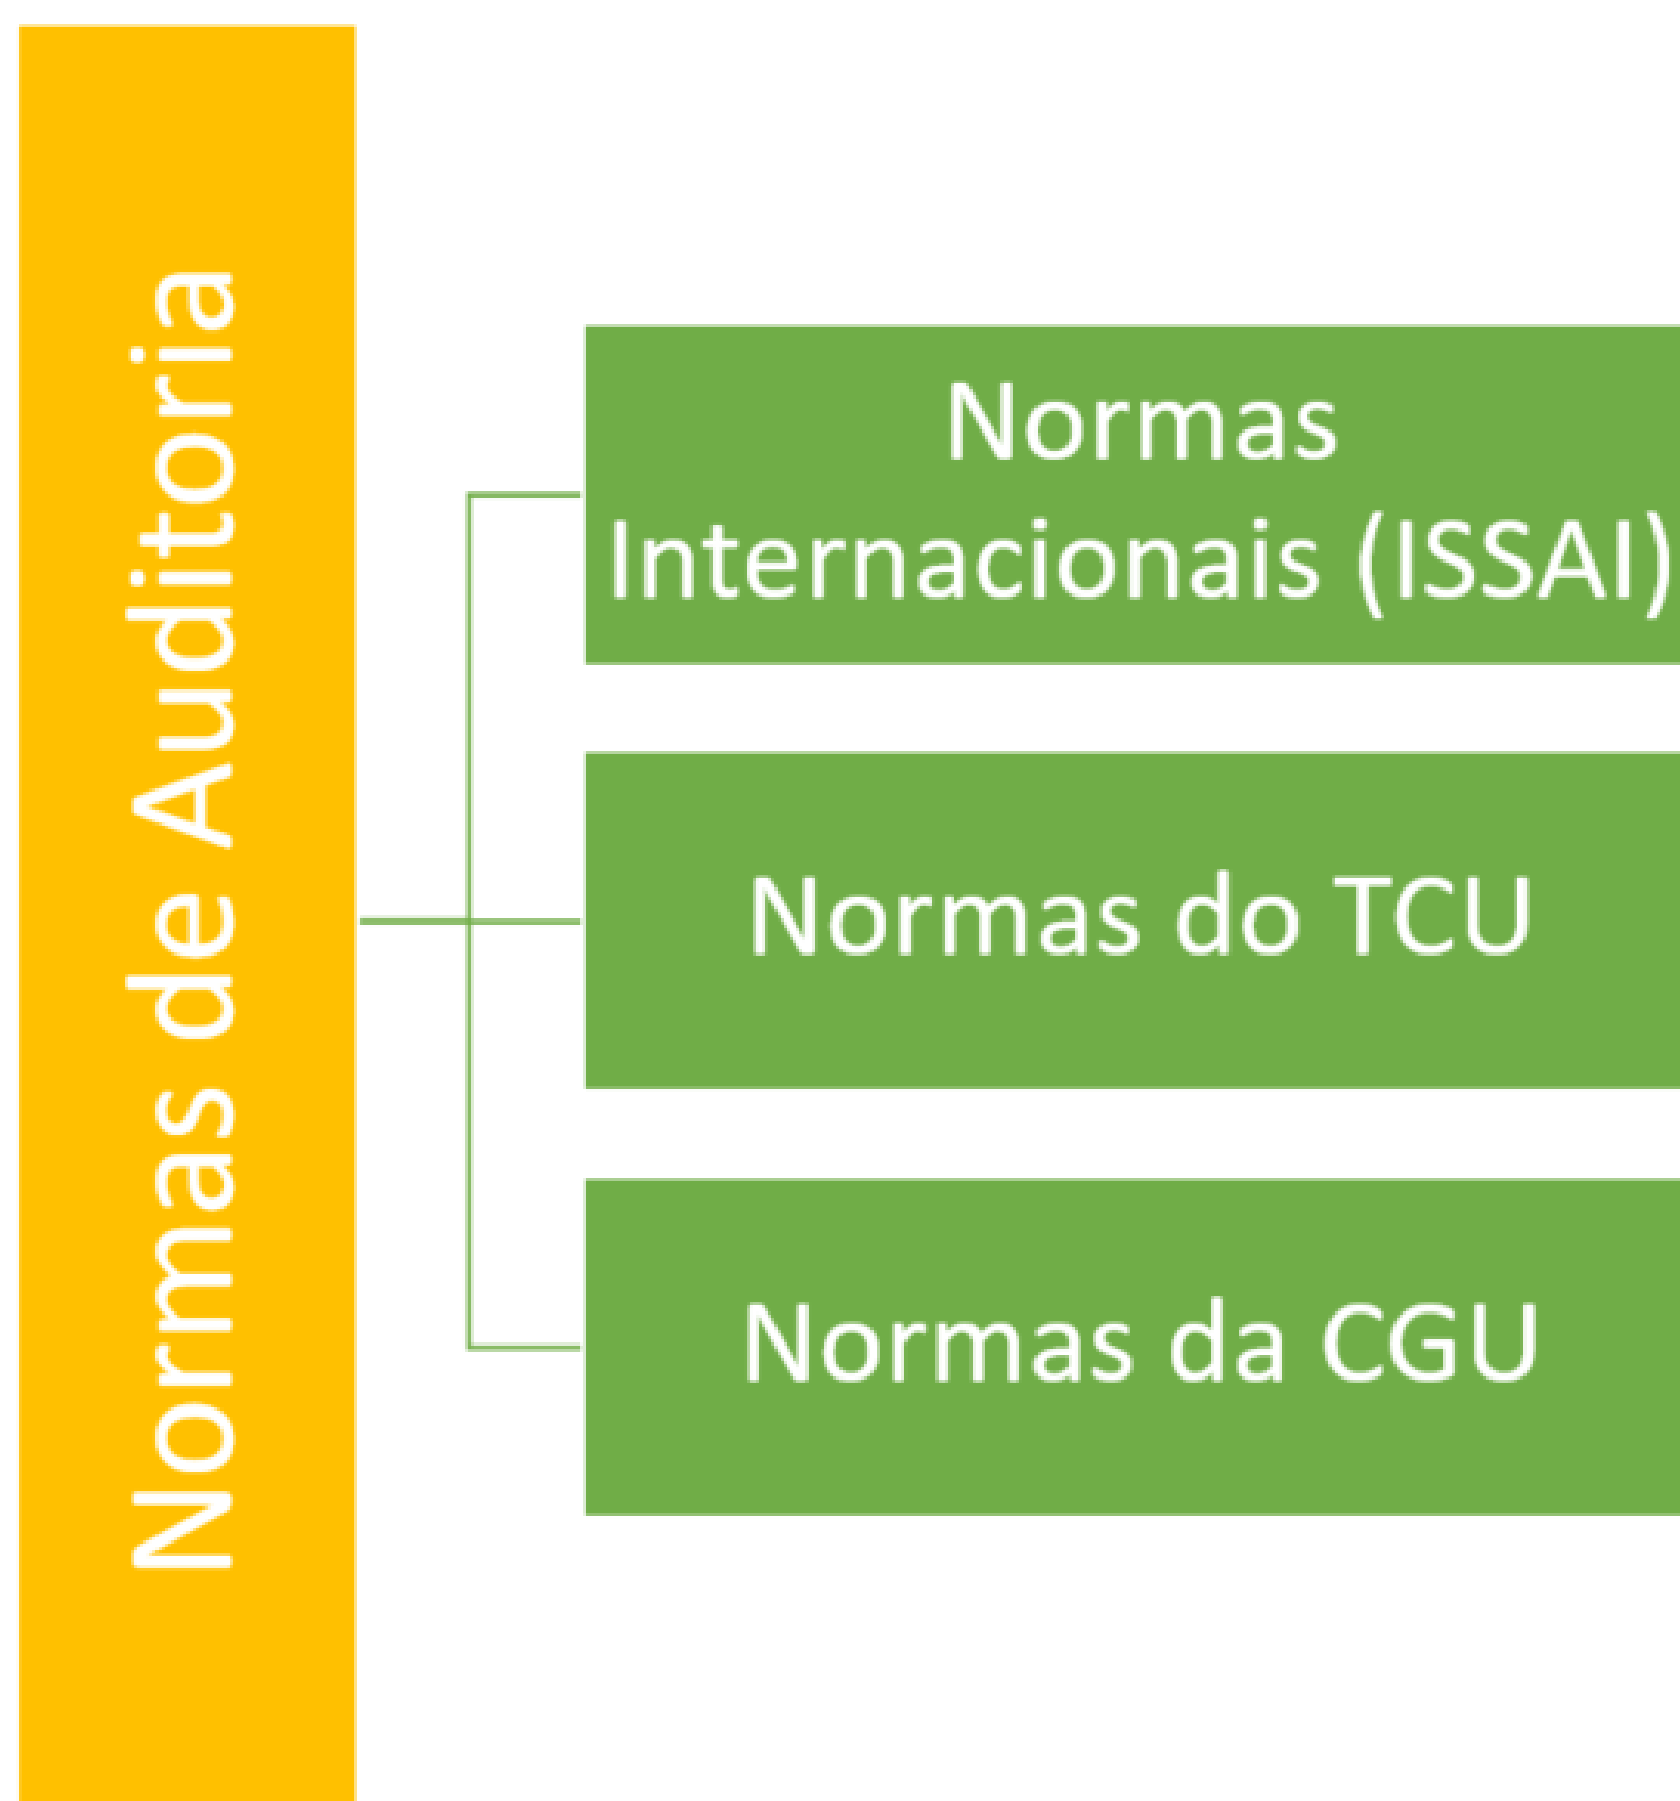 Normas de Auditoria
Normas
Internacionais (ISSAI)
Normas do TCU
Normas da CGU